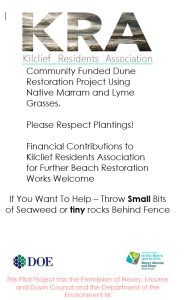 KRA
Kilclief Residents Association
Community Funded Dune
Restoration Project Using
Native Marram and Lyme
Grasses.
Please Respect Plantings!
Financial Contributions to
Kilclief Residents Association
for Further Beach Restoration
Works Welcome
If You Want To Help – Throw Small Bits
of Seaweed or tiny rocks Behind Fence
DOE
This Pilot Project has the Permission of Newry, Mourne
and Down Council and the Department of the
Environment NI.